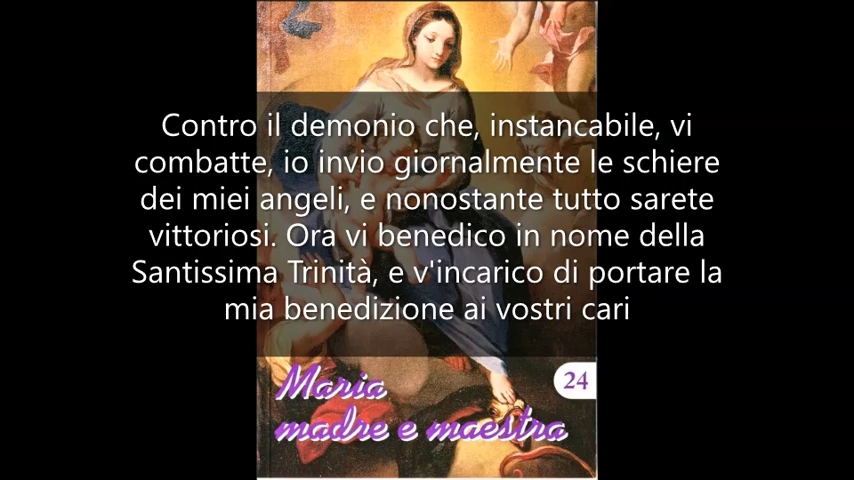 Contro il demonio che, instancabile, vi
combatte, io invio giornalmente le schiere
dei miei angeli, e nonostante tutto sarete
vittoriosi. Ora vi benedico in nome della
Santissima Trinità, e v'incarico di portare la
mia benedizione ai vostri cari
24
Maria
madre e maestra